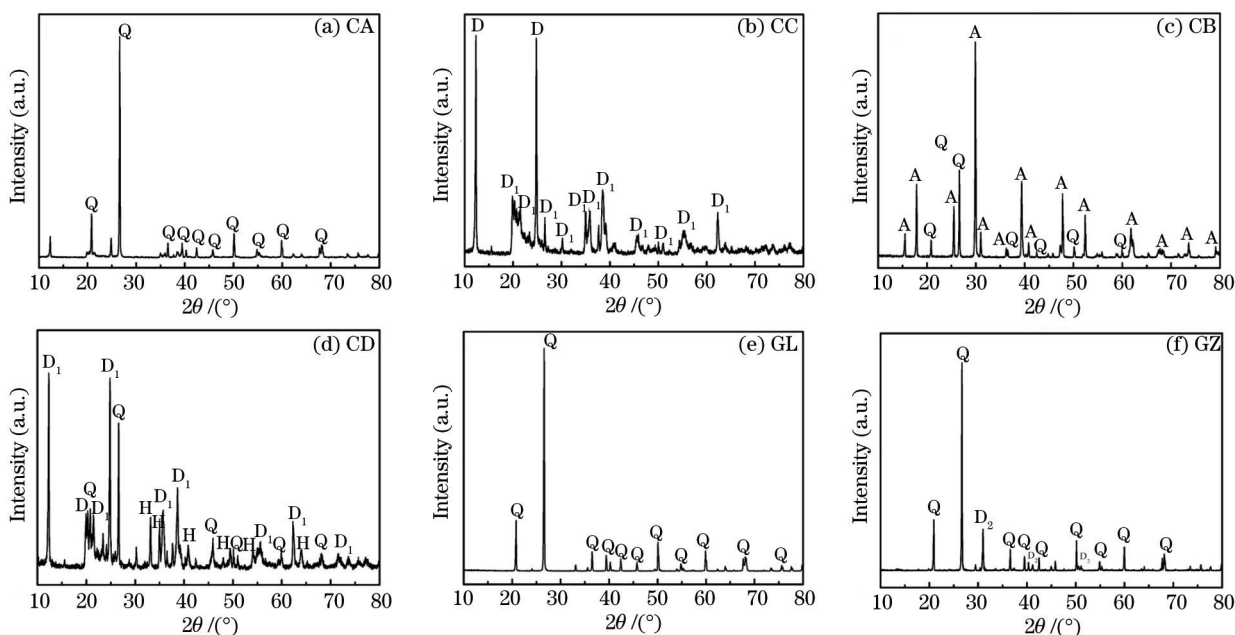 (a) CA
Intensity (a.u.)
Q
Q
Q
Q
Q
Q
Q
Q
Q
Q
10 20 30 40 50 60 70 80
2θ /(°)
(b) CC
Intensity (a.u.)
D
D
D₁
D₁
D₁
D₁
D₁
D₁
D₁
D₁
D₁
D₁
10 20 30 40 50 60 70 80
2θ /(°)
(c) CB
Intensity (a.u.)
A
A
Q
A
Q
Q
A
A
A
Q
A
A
Q
A
Q
A
Q
A
A
A
A
10 20 30 40 50 60 70 80
2θ /(°)
(d) CD
Intensity (a.u.)
D₁
D₁
Q
D
Q
D₁
H
H
D₁
D₁
H
Q
H
Q
H
D₁
Q
D₁
H
Q
D₁
10 20 30 40 50 60 70 80
2θ /(°)
(e) GL
Intensity (a.u.)
Q
Q
Q
Q
Q
Q
Q
Q
Q
Q
Q
10 20 30 40 50 60 70 80
2θ /(°)
(f) GZ
Intensity (a.u.)
Q
Q
D₂
Q
Q
D₂
Q
Q
D₂
Q
Q
Q
10 20 30 40 50 60 70 80
2θ /(°)